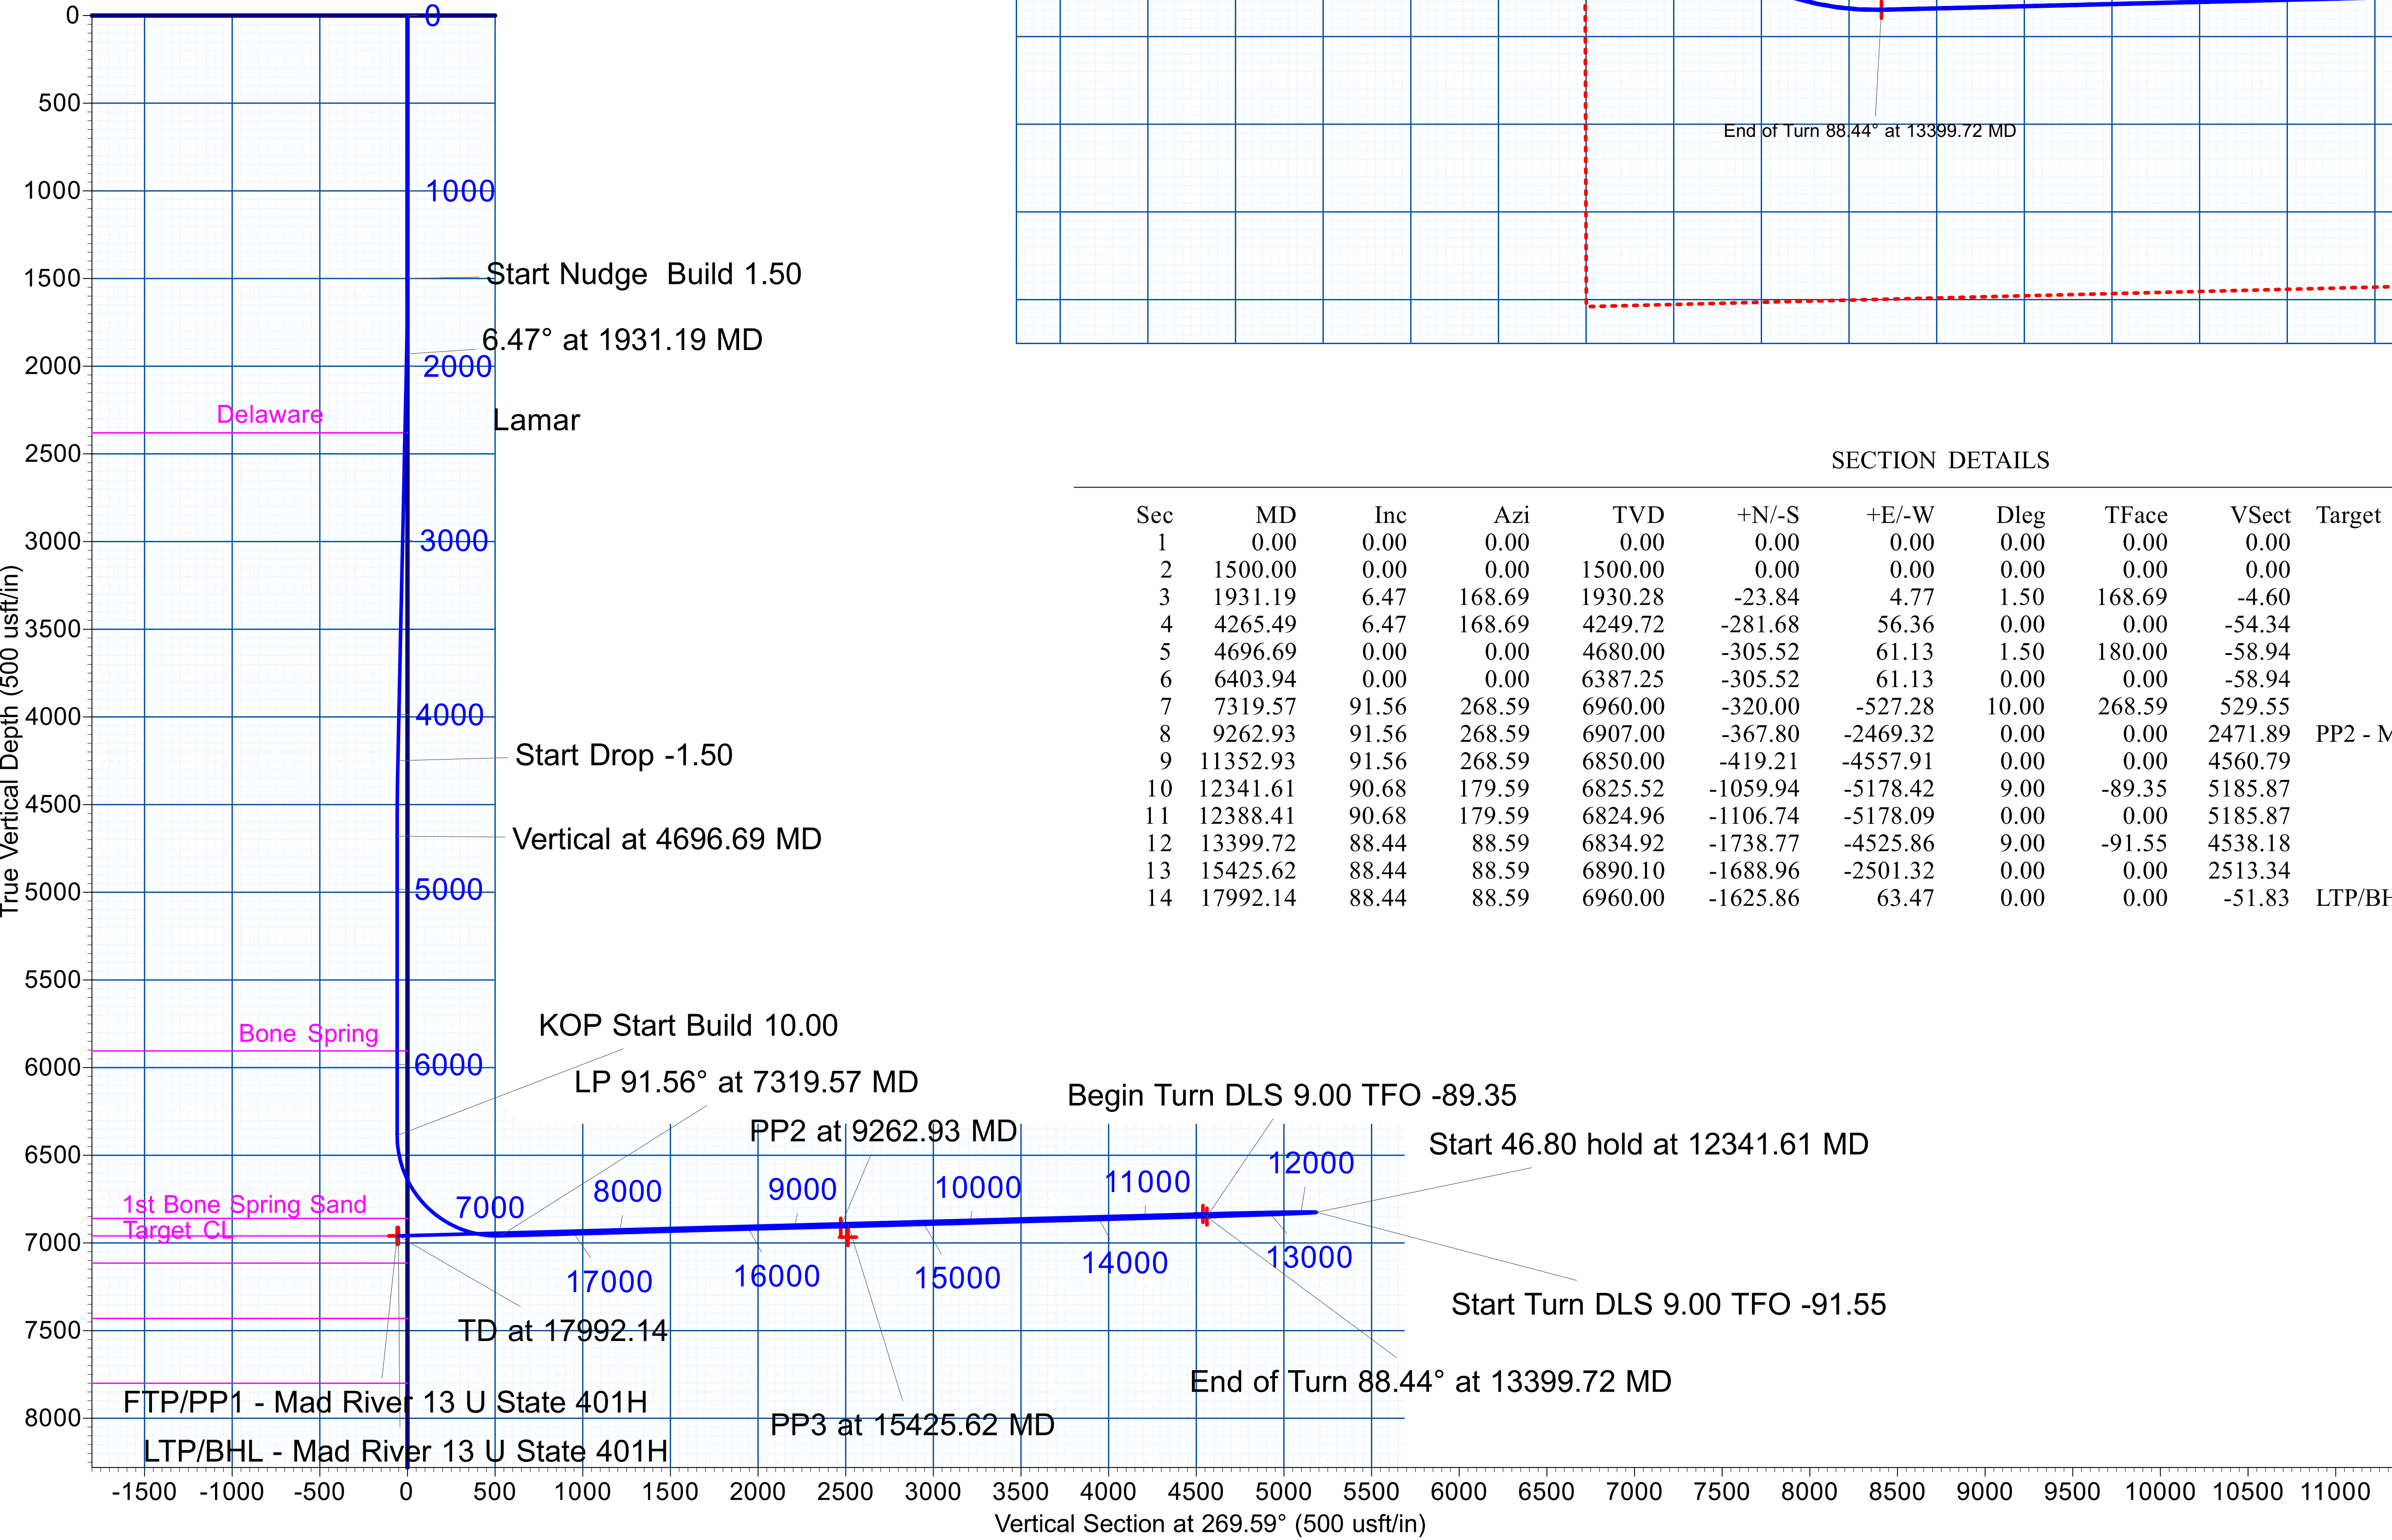 0
500
1000
1500
2000
2500
3000
3500
4000
4500
5000
5500
6000
6500
7000
7500
8000
True Vertical Depth (500 usft/in)
0
1000
2000
3000
4000
5000
6000
7000
8000
9000
10000
11000
12000
13000
14000
15000
16000
17000
Start Nudge  Build 1.50
6.47° at 1931.19 MD
Delaware
Lamar
Start Drop -1.50
Vertical at 4696.69 MD
Bone Spring
KOP Start Build 10.00
LP 91.56° at 7319.57 MD
PP2 at 9262.93 MD
Begin Turn DLS 9.00 TFO -89.35
Start 46.80 hold at 12341.61 MD
1st Bone Spring Sand
Target CL
Start Turn DLS 9.00 TFO -91.55
TD at 17992.14
End of Turn 88.44° at 13399.72 MD
FTP/PP1 - Mad River 13 U State 401H
PP3 at 15425.62 MD
LTP/BHL - Mad River 13 U State 401H
-1500 -1000 -500 0 500 1000 1500 2000 2500 3000 3500 4000 4500 5000 5500 6000 6500 7000 7500 8000 8500 9000 9500 10000 10500 11000
Vertical Section at 269.59° (500 usft/in)
End of Turn 88.44° at 13399.72 MD
SECTION DETAILS
Sec MD Inc Azi TVD +N/-S +E/-W Dleg TFace VSect Target
1 0.00 0.00 0.00 0.00 0.00 0.00 0.00 0.00 0.00
2 1500.00 0.00 0.00 1500.00 0.00 0.00 0.00 0.00 0.00
3 1931.19 6.47 168.69 1930.28 -23.84 4.77 1.50 168.69 -4.60
4 4265.49 6.47 168.69 4249.72 -281.68 56.36 0.00 0.00 -54.34
5 4696.69 0.00 0.00 4680.00 -305.52 61.13 1.50 180.00 -58.94
6 6403.94 0.00 0.00 6387.25 -305.52 61.13 0.00 0.00 -58.94
7 7319.57 91.56 268.59 6960.00 -320.00 -527.28 10.00 268.59 529.55
8 9262.93 91.56 268.59 6907.00 -367.80 -2469.32 0.00 0.00 2471.89 PP2 - M
9 11352.93 91.56 268.59 6850.00 -419.21 -4557.91 0.00 0.00 4560.79
10 12341.61 90.68 179.59 6825.52 -1059.94 -5178.42 9.00 -89.35 5185.87
11 12388.41 90.68 179.59 6824.96 -1106.74 -5178.09 0.00 0.00 5185.87
12 13399.72 88.44 88.59 6834.92 -1738.77 -4525.86 9.00 -91.55 4538.18
13 15425.62 88.44 88.59 6890.10 -1688.96 -2501.32 0.00 0.00 2513.34
14 17992.14 88.44 88.59 6960.00 -1625.86 63.47 0.00 0.00 -51.83 LTP/BH